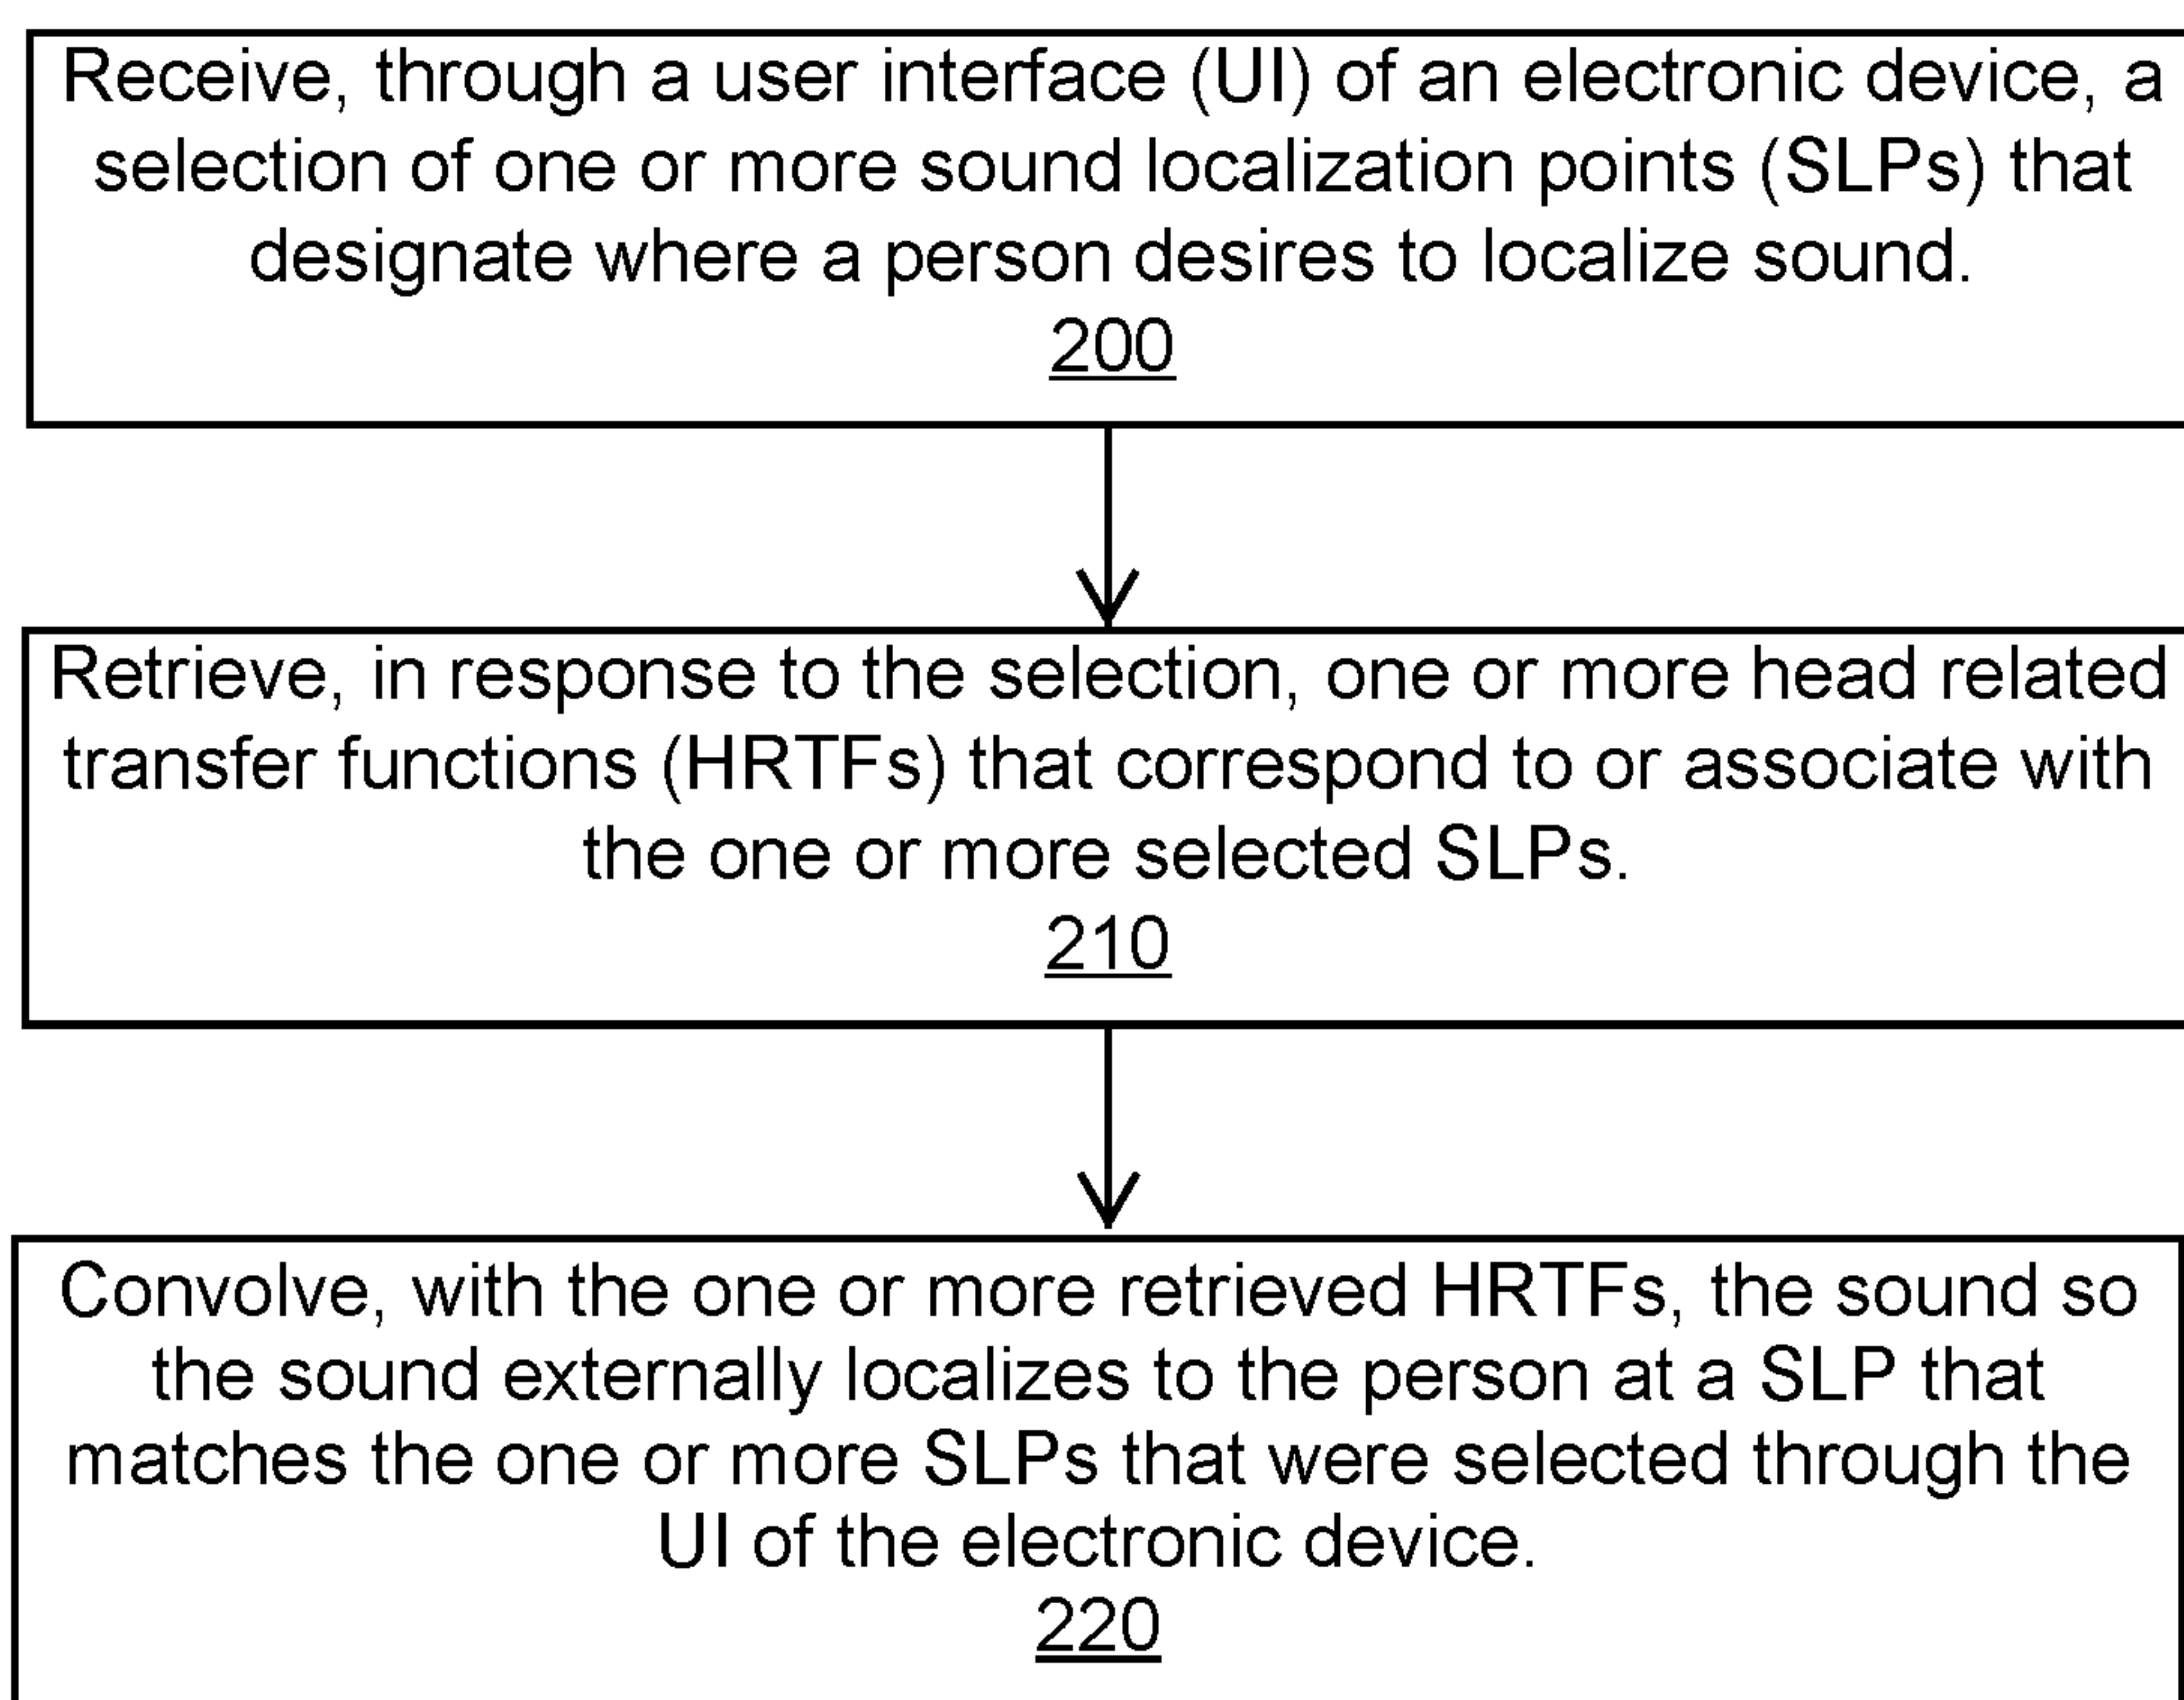 Receive, through a user interface (UI) of an electronic device, a
selection of one or more sound localization points (SLPs) that
designate where a person desires to localize sound.
200
Retrieve, in response to the selection, one or more head related
transfer functions (HRTFs) that correspond to or associate with
the one or more selected SLPs.
210
Convolve, with the one or more retrieved HRTFs, the sound so
the sound externally localizes to the person at a SLP that
matches the one or more SLPs that were selected through the
UI of the electronic device.
220